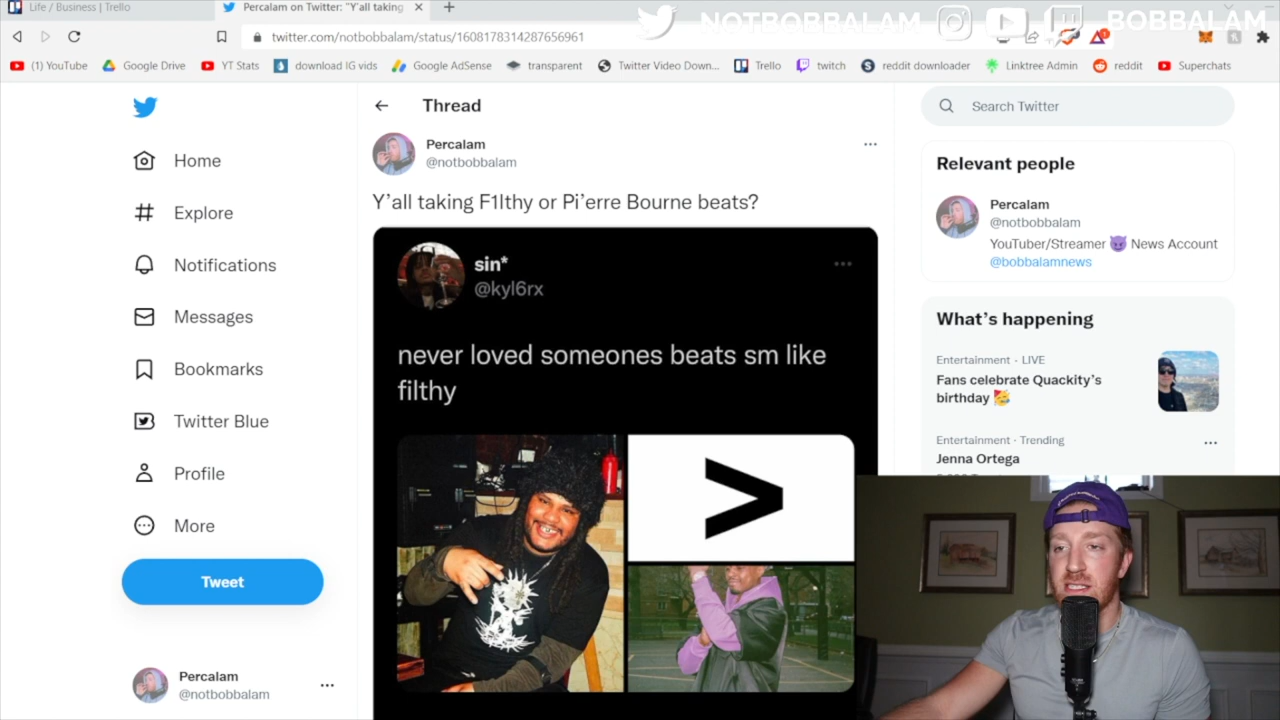 Life / Business | Trello
Percalam on Twitter: "Y'all taking
NOTBOBBALAM
BOBBALAM
twitter.com/notbobbalam/status/1608178314287656961
(1) YouTube
Google Drive
YT Stats
download IG vids
Google AdSense
transparent
Twitter Video Down...
Trello
twitch
reddit downloader
Linktree Admin
reddit
Superchats
Home
Explore
Notifications
Messages
Bookmarks
Twitter Blue
Profile
More
Tweet
Percalam
@notbobbalam
Thread
Percalam
@notbobbalam
Y'all taking F1lthy or Pi'erre Bourne beats?
sin*
@kyl6rx
never loved someones beats sm like
filthy
>
Search Twitter
Relevant people
Percalam
@notbobbalam
YouTuber/Streamer 😈 News Account
@bobbalamnews
What's happening
Entertainment · LIVE
Fans celebrate Quackity's
birthday 🥳
Entertainment · Trending
Jenna Ortega